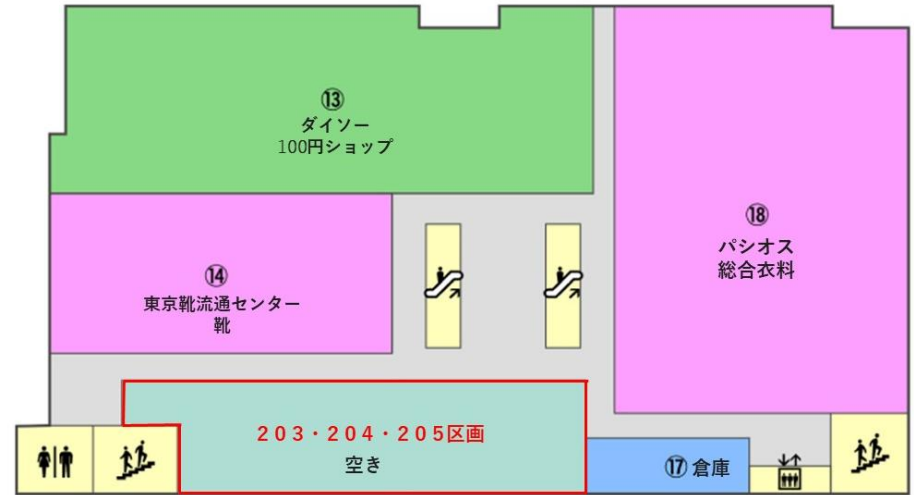 ⑬
ダイソー
100円ショップ
⑱
パシオス
総合衣料
⑭
東京靴流通センター
靴
203・204・205区画
空き
⑰ 倉庫